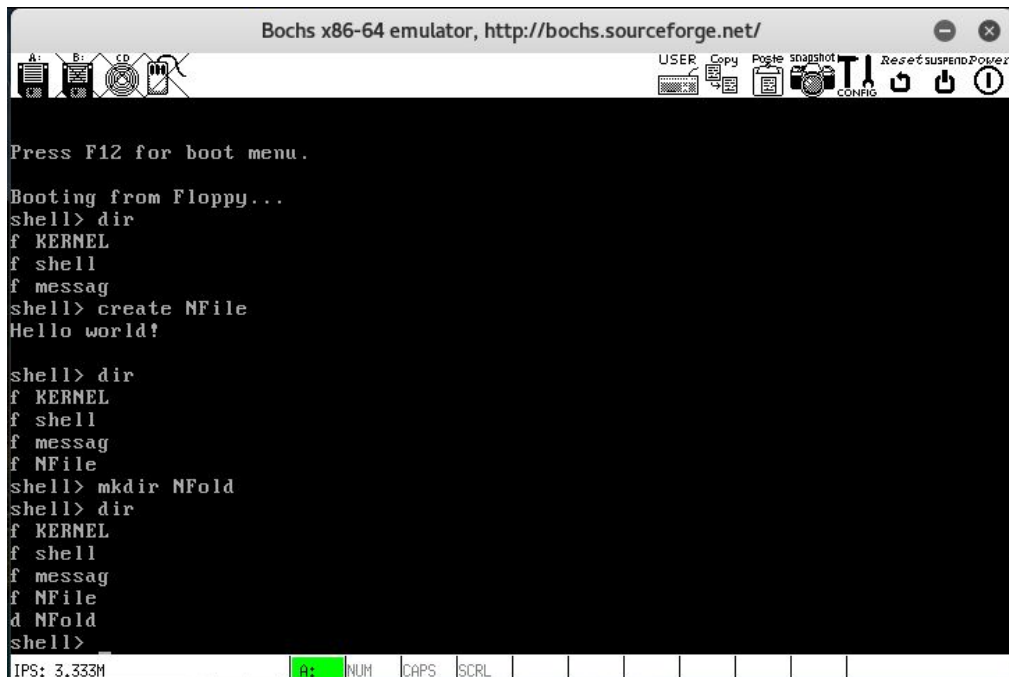 Bochs x86-64 emulator, http://bochs.sourceforge.net/
A: B: CD USER Copy Paste snapshot CONFIG Reset SUSPEND Power
Press F12 for boot menu.
Booting from Floppy...
shell> dir
f KERNEL
f shell
f messag
shell> create NFile
Hello world!
shell> dir
f KERNEL
f shell
f messag
f NFile
shell> mkdir NFold
shell> dir
f KERNEL
f shell
f messag
f NFile
d NFold
shell> _
IPS: 3.333M A: NUM CAPS SCRL